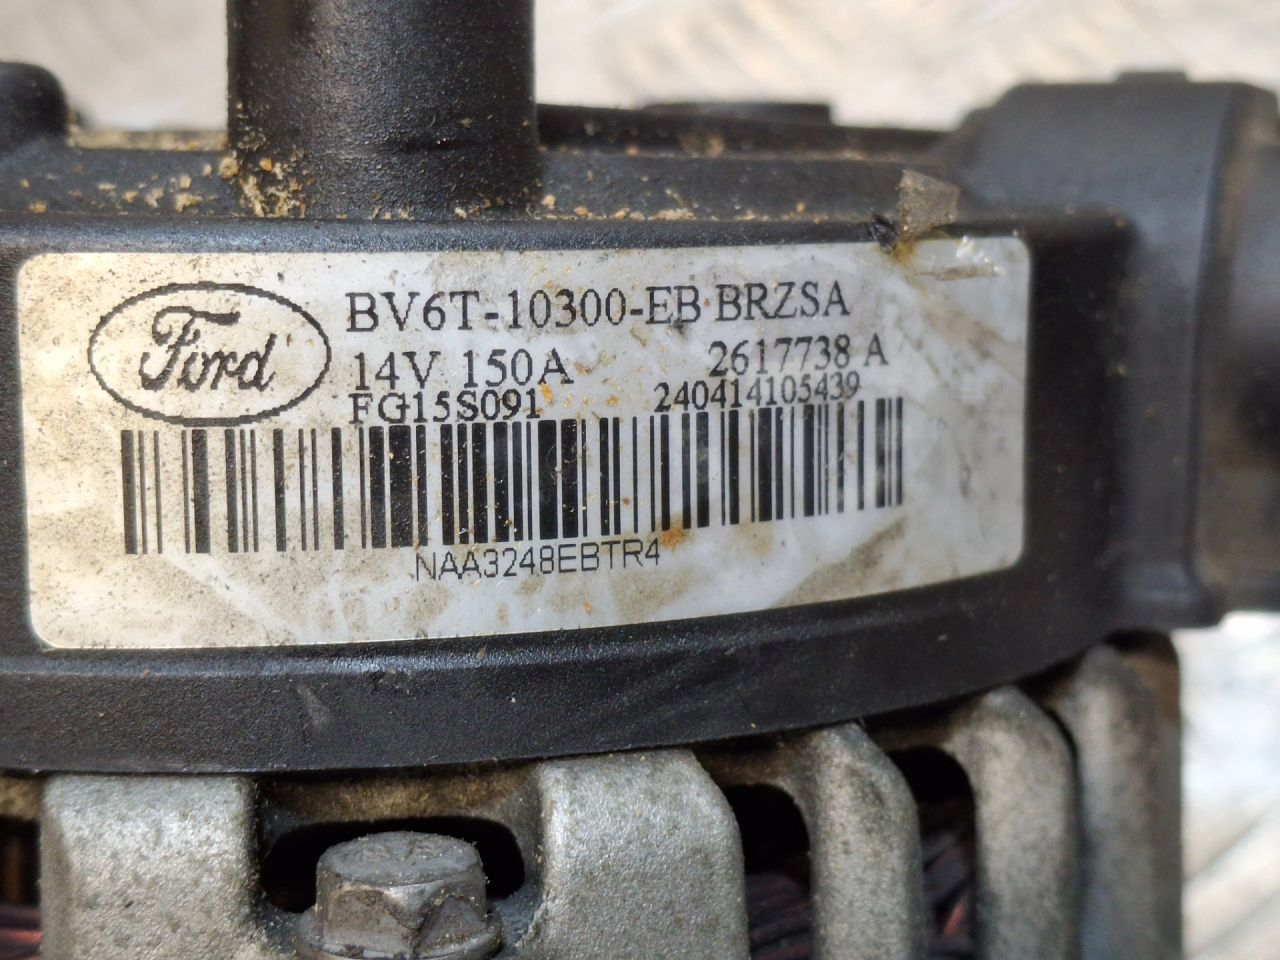 Ford
BV6T-10300-EB BRZSA
14V 150A 2617738 A
FG15S091 240414105439
NAA3248EBTR4